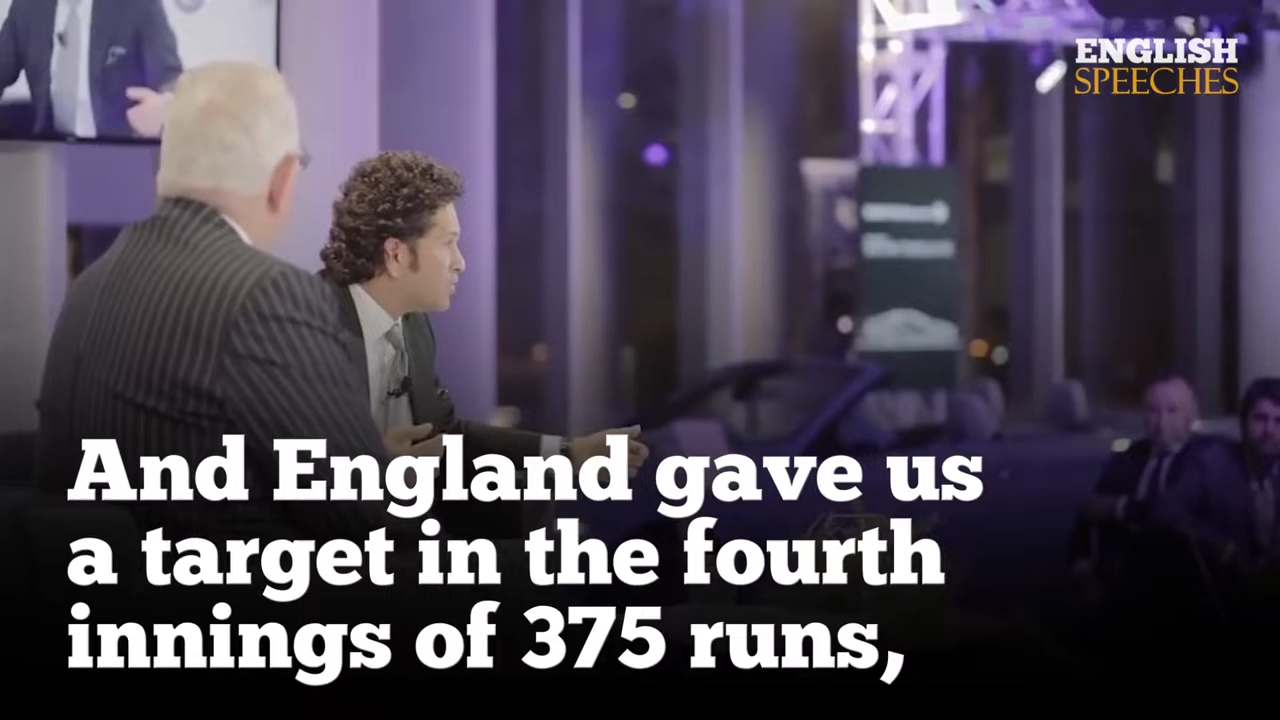 ENGLISH
SPEECHES
And England gave us
a target in the fourth
innings of 375 runs,